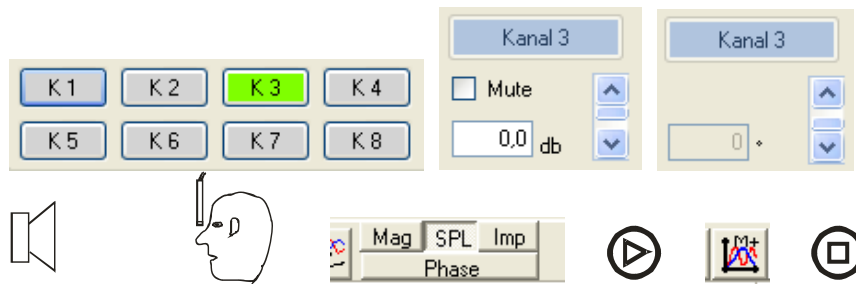 Kanal 3
Kanal 3
K 1 K 2 K 3 K 4
Mute
K 5 K 6 K 7 K 8
0,0 db
0 °
Mag SPL Imp
Phase
M+